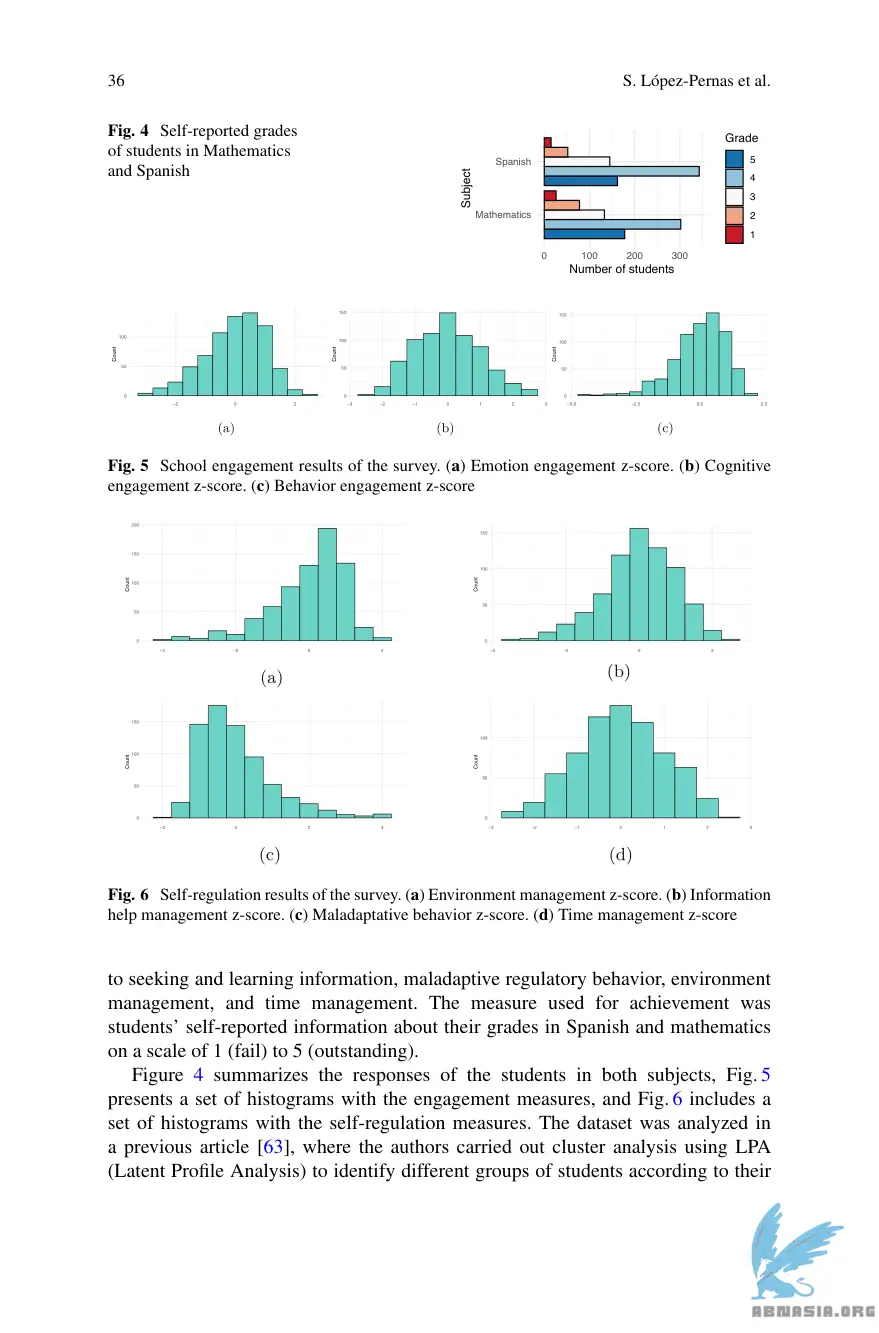 36
S. López-Pernas et al.
Fig. 4 Self-reported grades
of students in Mathematics
and Spanish
Grade
5
4
3
2
1
Subject
Spanish
Mathematics
0 100 200 300
Number of students
Count
100
50
0
−2 0 2
(a)
Count
150
100
50
0
−3 −2 −1 0 1 2 3
(b)
Count
150
100
50
0
−5.0 −2.5 0.0 2.5
(c)
Fig. 5 School engagement results of the survey. (a) Emotion engagement z-score. (b) Cognitive
engagement z-score. (c) Behavior engagement z-score
Count
200
150
100
50
0
−4 −2 0 2
(a)
Count
150
100
50
0
−4 −2 0 2
(b)
Count
150
100
50
0
−2 0 2 4
(c)
Count
100
50
0
−3 −2 −1 0 1 2 3
(d)
Fig. 6 Self-regulation results of the survey. (a) Environment management z-score. (b) Information
help management z-score. (c) Maladaptative behavior z-score. (d) Time management z-score
to seeking and learning information, maladaptive regulatory behavior, environment
management, and time management. The measure used for achievement was
students’ self-reported information about their grades in Spanish and mathematics
on a scale of 1 (fail) to 5 (outstanding).
Figure 4 summarizes the responses of the students in both subjects, Fig. 5
presents a set of histograms with the engagement measures, and Fig. 6 includes a
set of histograms with the self-regulation measures. The dataset was analyzed in
a previous article [63], where the authors carried out cluster analysis using LPA
(Latent Profile Analysis) to identify different groups of students according to their
ABNASIA.ORG